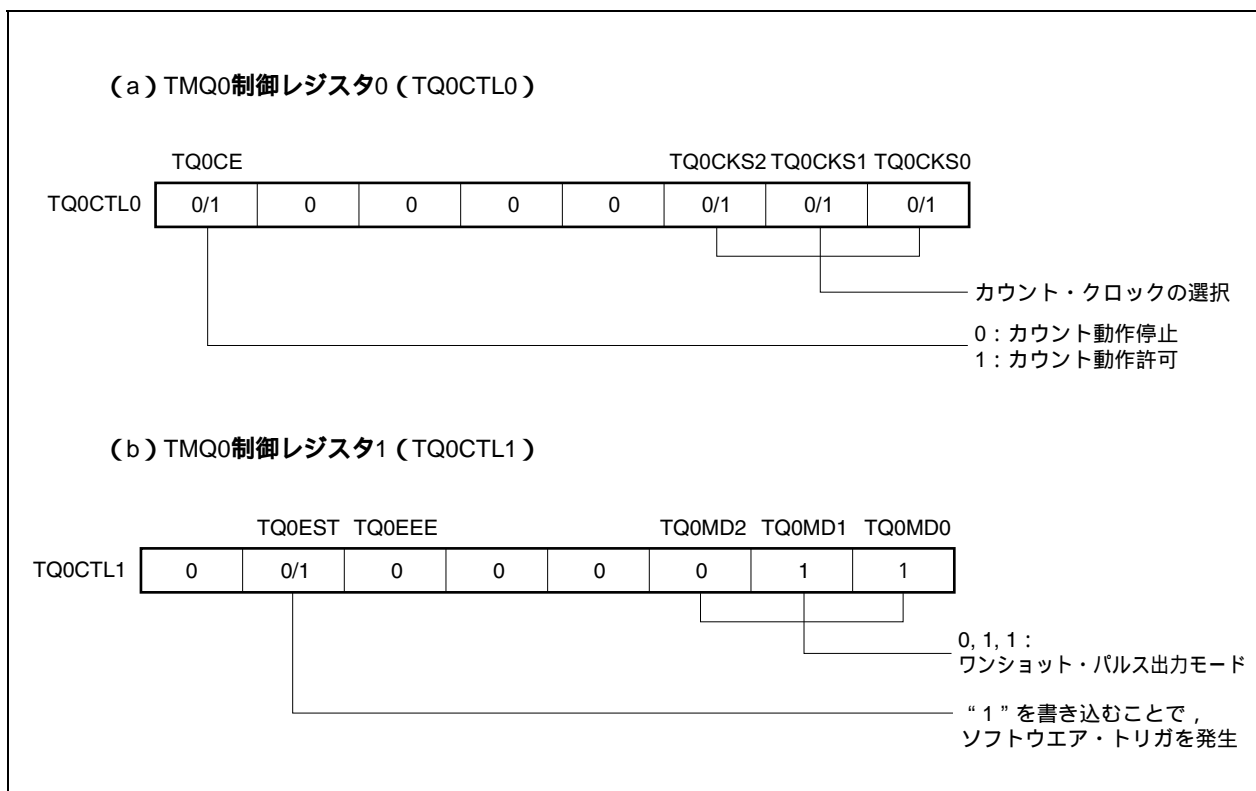 (a)TMQ0制御レジスタ0(TQ0CTL0)
TQ0CE TQ0CKS2 TQ0CKS1 TQ0CKS0
TQ0CTL0 0/1 0 0 0 0 0/1 0/1 0/1
カウント・クロックの選択
0:カウント動作停止
1:カウント動作許可
(b)TMQ0制御レジスタ1(TQ0CTL1)
TQ0EST TQ0EEE TQ0MD2 TQ0MD1 TQ0MD0
TQ0CTL1 0 0/1 0 0 0 0 1 1
0, 1, 1:
ワンショット・パルス出力モード
“1”を書き込むことで,
ソフトウエア・トリガを発生